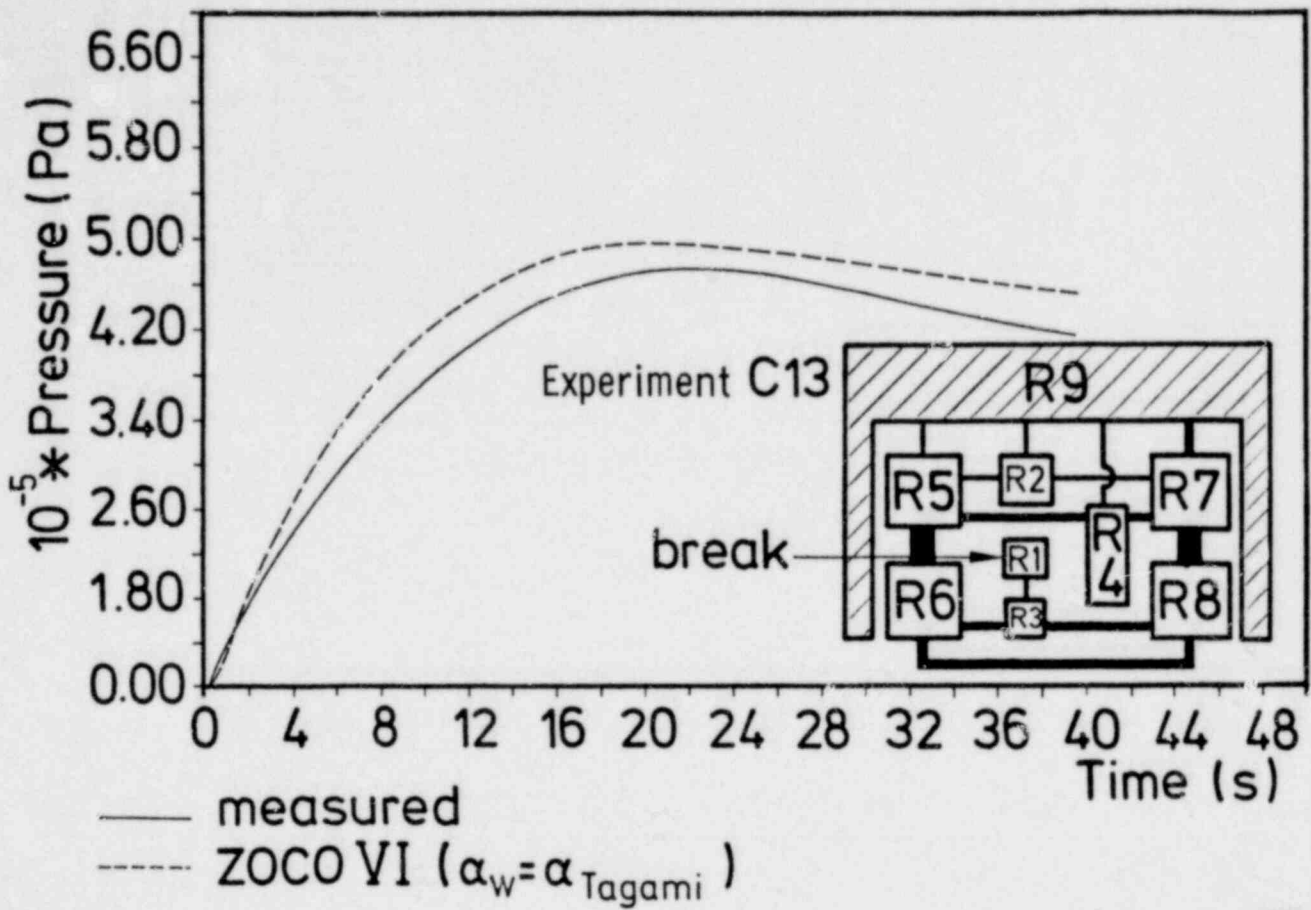 10⁻⁵ * Pressure (Pa)
6.60
5.80
5.00
4.20
3.40
2.60
1.80
0.00
0 4 8 12 16 20 24 28 32 36 40 44 48
Time (s)
Experiment C13
R9
R5 R2 R7
R4
break R1
R6 R3 R8
measured
ZOCO VI (α_w = α_Tagami)